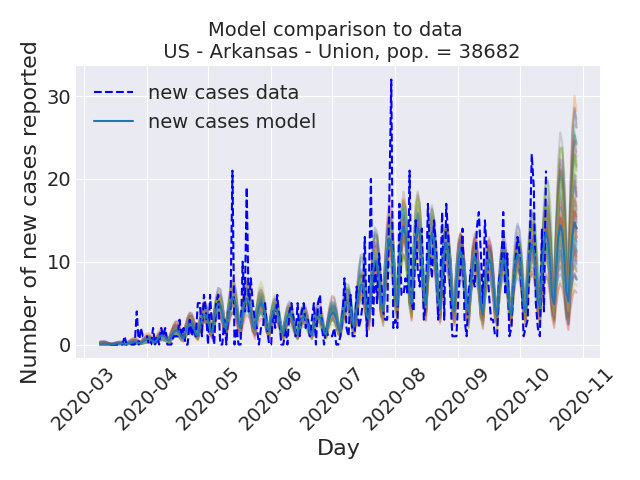 Model comparison to data
US - Arkansas - Union, pop. = 38682
Number of new cases reported
new cases data
new cases model
30
20
10
0
2020-03
2020-04
2020-05
2020-06
2020-07
2020-08
2020-09
2020-10
2020-11
Day